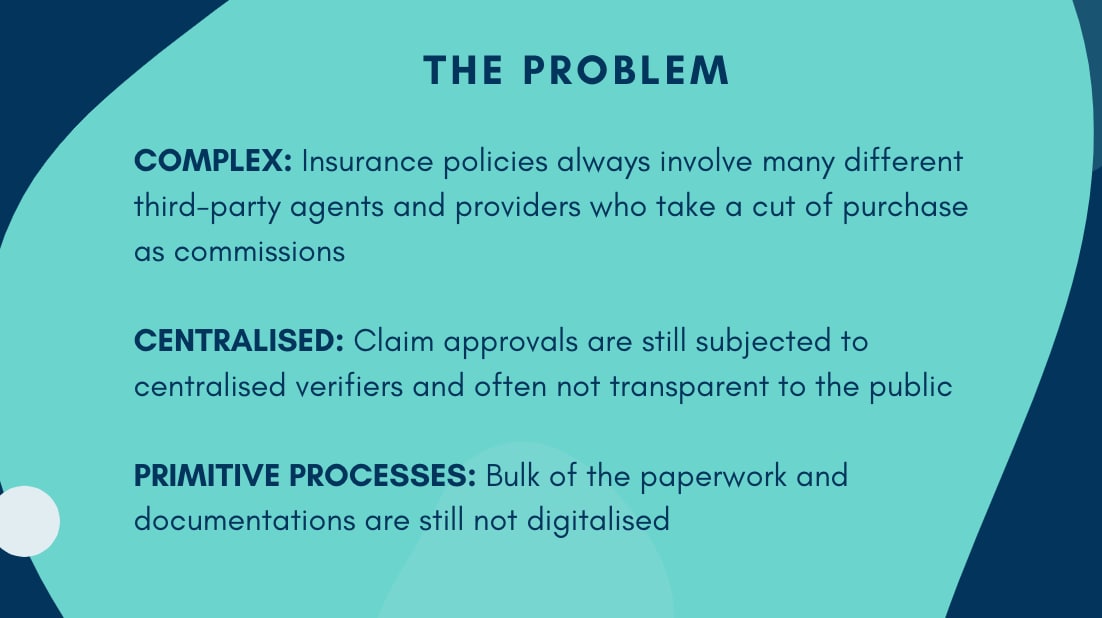 THE PROBLEM
COMPLEX: Insurance policies always involve many different
third-party agents and providers who take a cut of purchase
as commissions
CENTRALISED: Claim approvals are still subjected to
centralised verifiers and often not transparent to the public
PRIMITIVE PROCESSES: Bulk of the paperwork and
documentations are still not digitalised